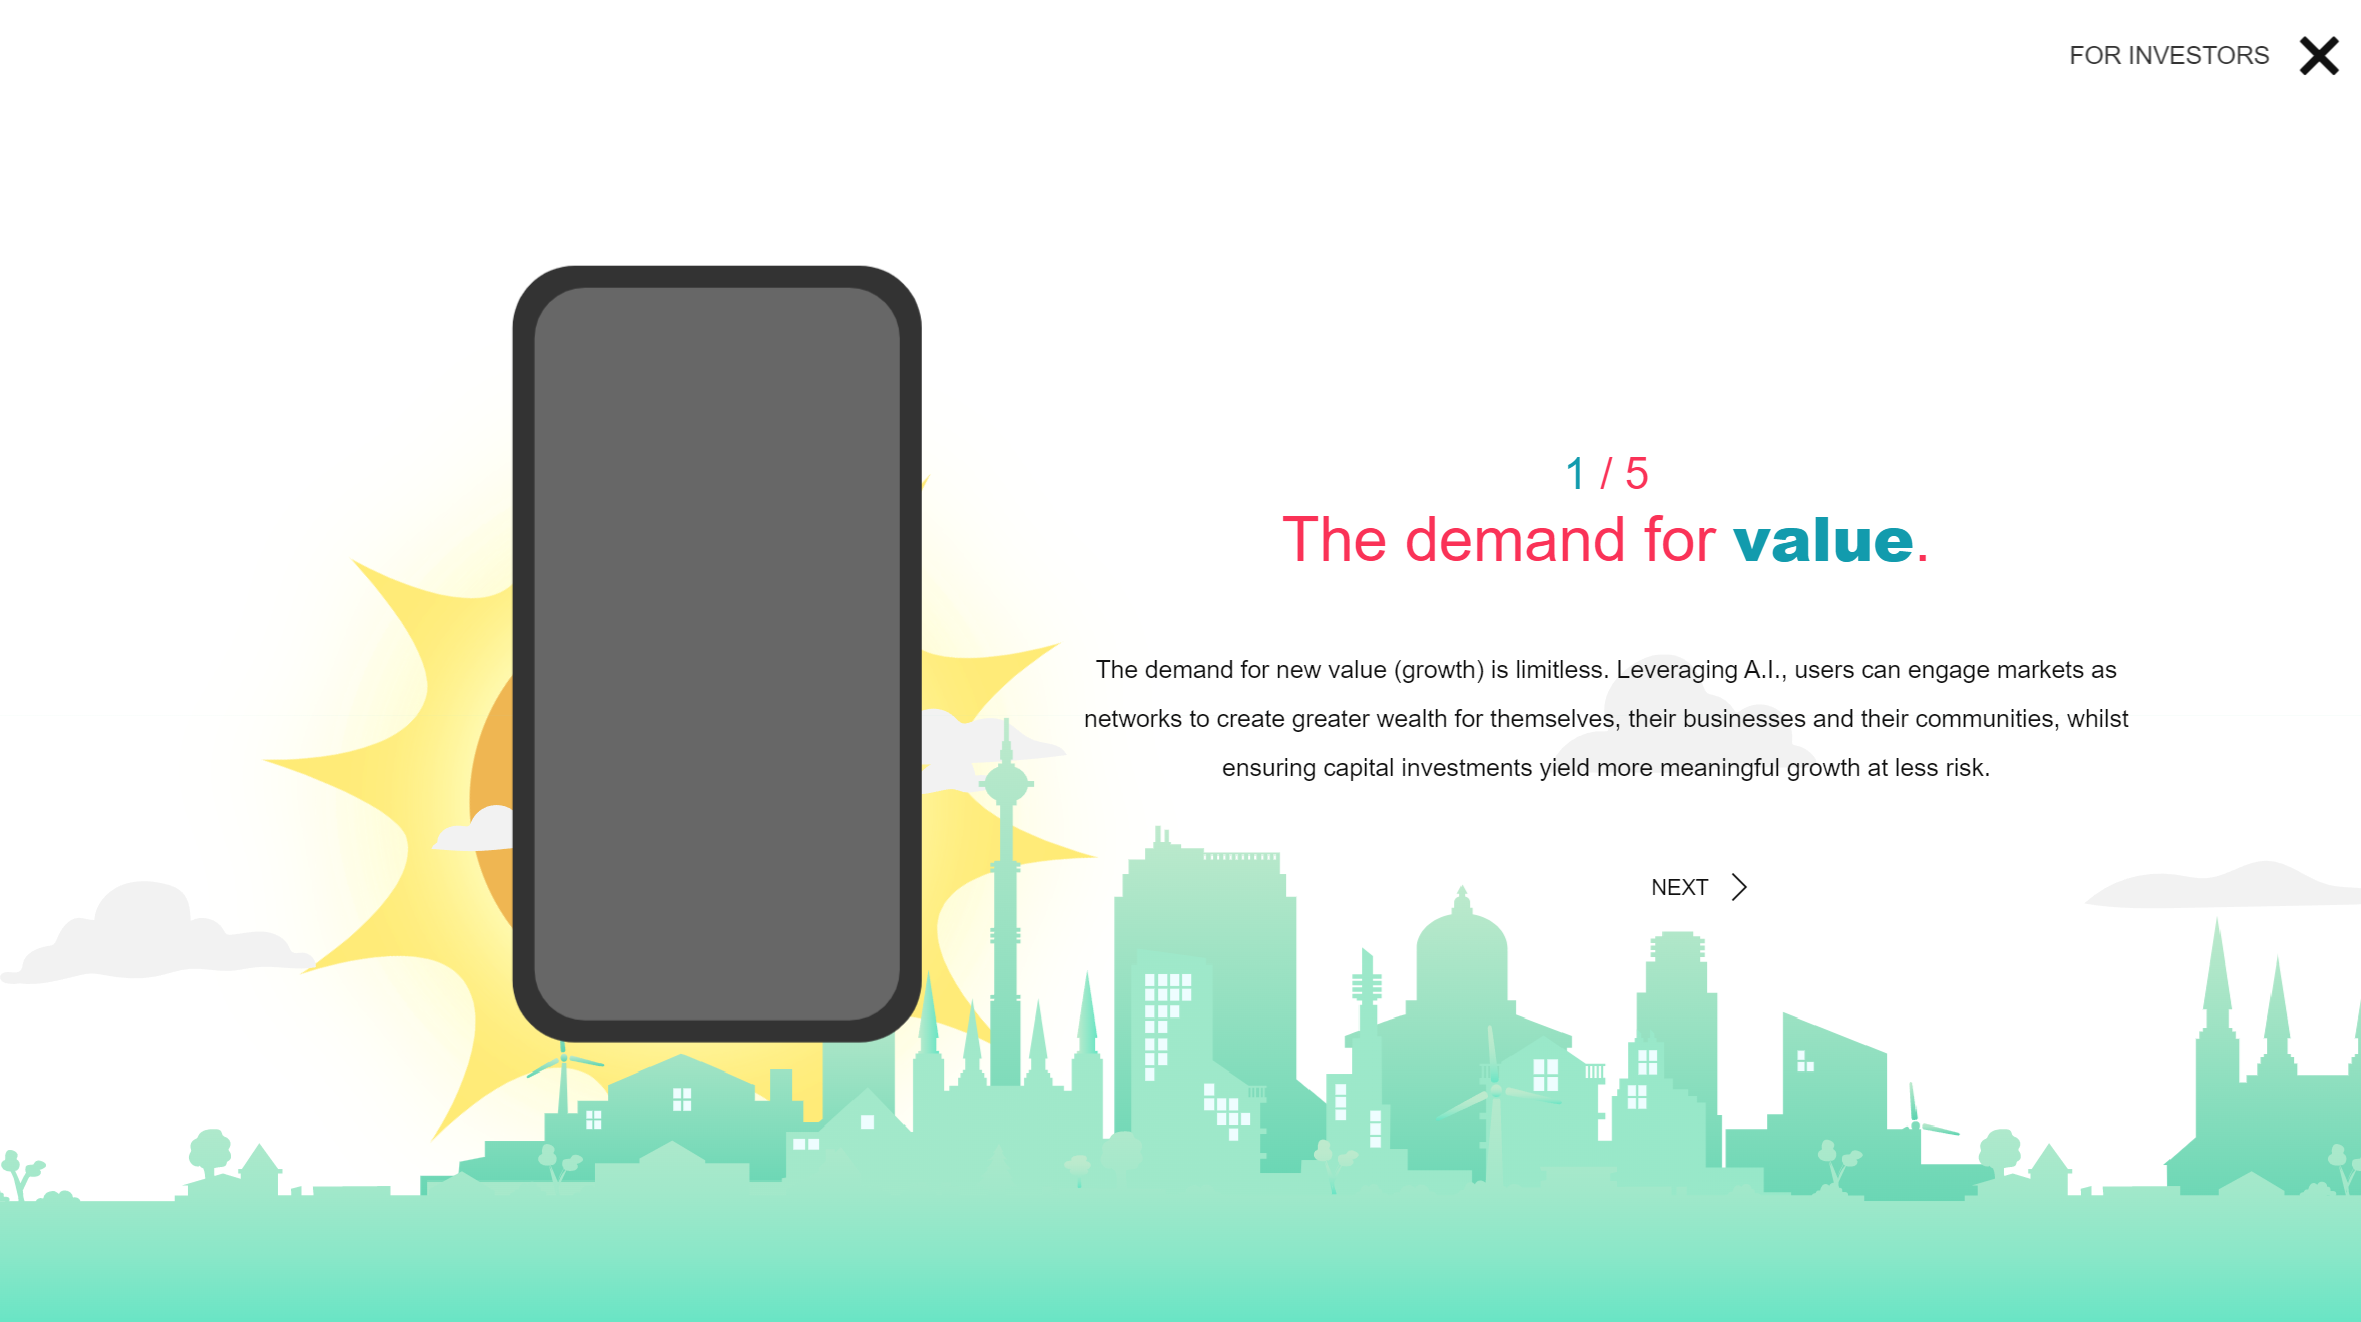 FOR INVESTORS
1 / 5
The demand for value.
The demand for new value (growth) is limitless. Leveraging A.I., users can engage markets as
networks to create greater wealth for themselves, their businesses and their communities, whilst
ensuring capital investments yield more meaningful growth at less risk.
NEXT